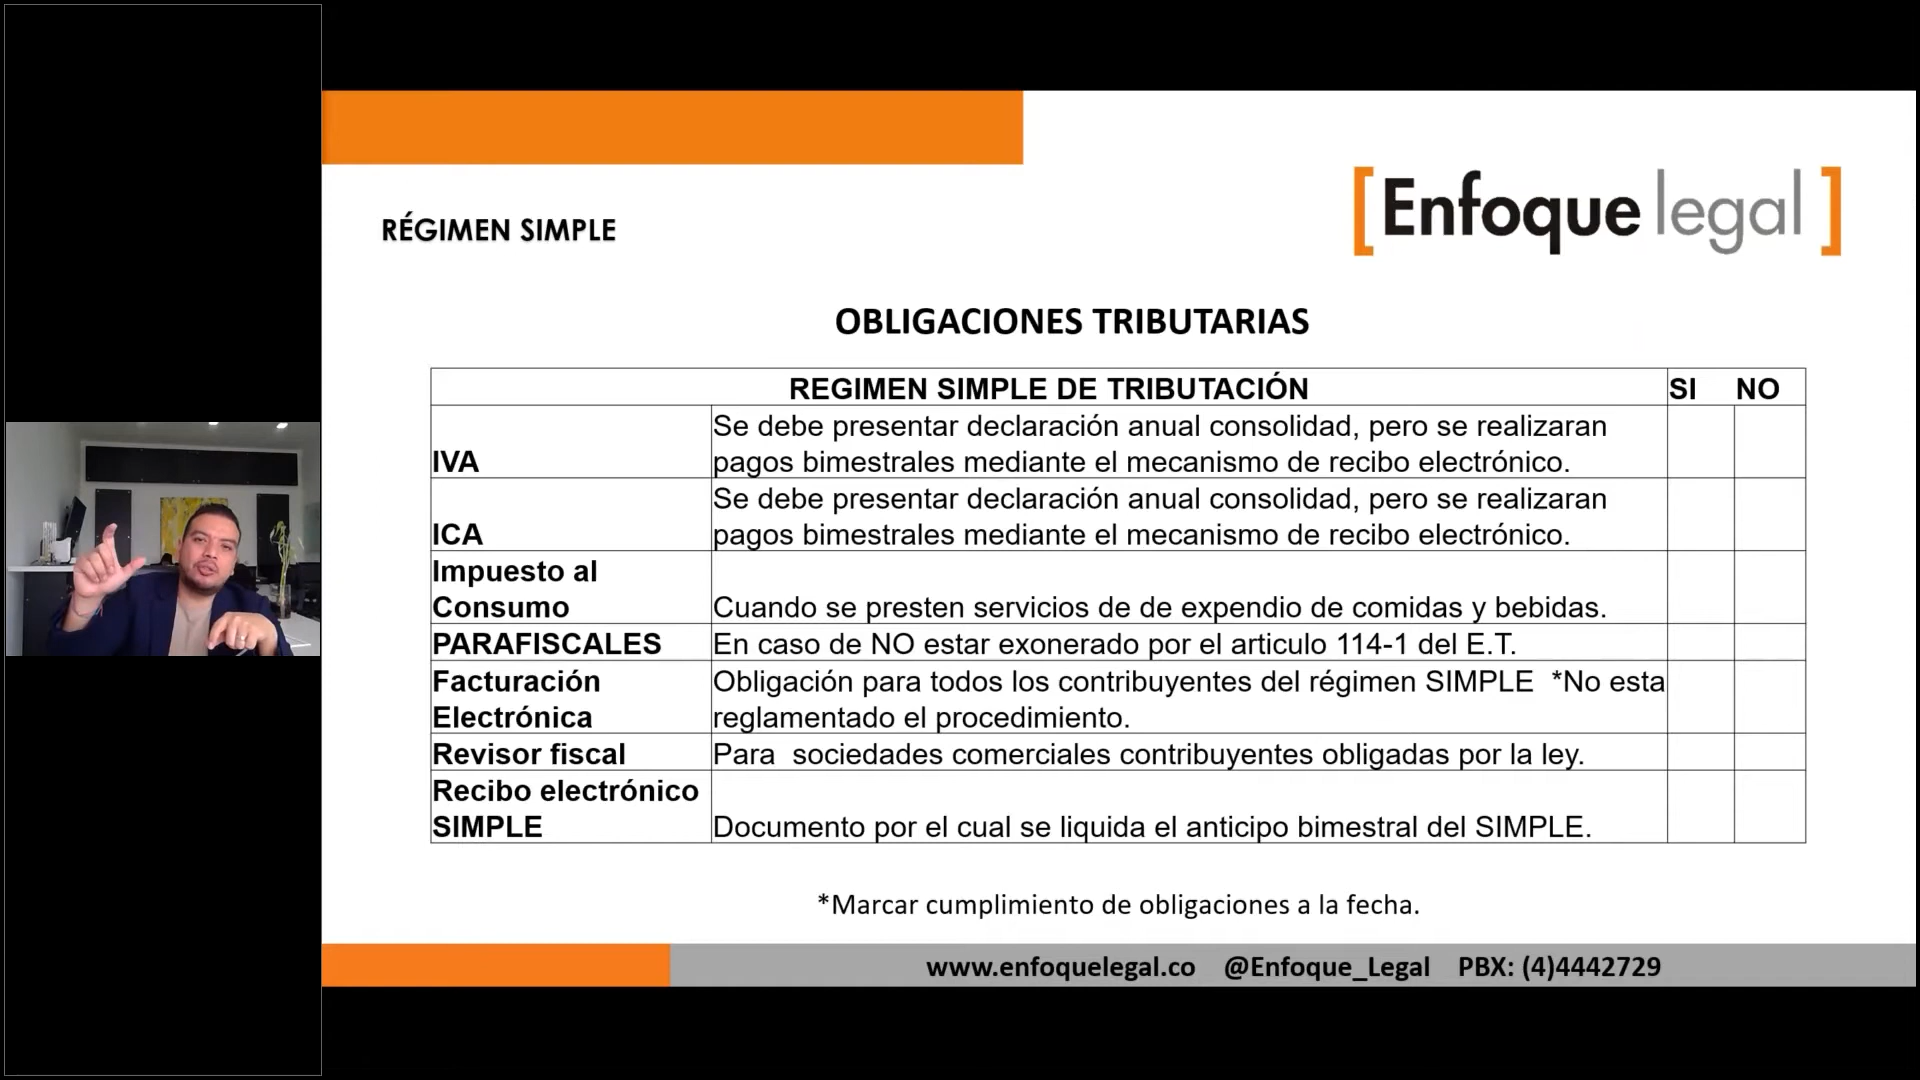 [Enfoque legal]
RÉGIMEN SIMPLE
OBLIGACIONES TRIBUTARIAS
REGIMEN SIMPLE DE TRIBUTACIÓN SI NO
IVA
Se debe presentar declaración anual consolidad, pero se realizaran
pagos bimestrales mediante el mecanismo de recibo electrónico.
ICA
Se debe presentar declaración anual consolidad, pero se realizaran
pagos bimestrales mediante el mecanismo de recibo electrónico.
Impuesto al
Consumo
Cuando se presten servicios de de expendio de comidas y bebidas.
PARAFISCALES
En caso de NO estar exonerado por el articulo 114-1 del E.T.
Facturación
Electrónica
Obligación para todos los contribuyentes del régimen SIMPLE  *No esta
reglamentado el procedimiento.
Revisor fiscal
Para  sociedades comerciales contribuyentes obligadas por la ley.
Recibo electrónico
SIMPLE
Documento por el cual se liquida el anticipo bimestral del SIMPLE.
*Marcar cumplimiento de obligaciones a la fecha.
www.enfoquelegal.co @Enfoque_Legal PBX: (4)4442729